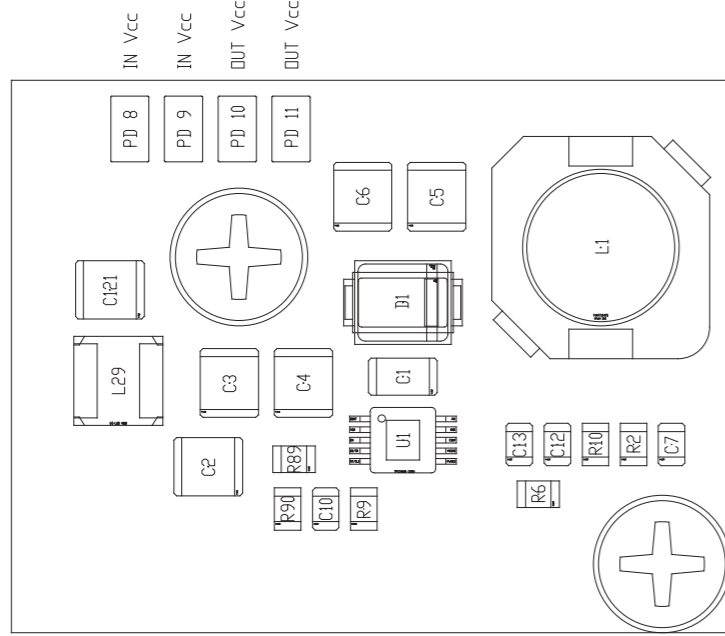 IN Vcc
IN Vcc
OUT Vcc
OUT Vcc
PD 8
PD 9
PD 10
PD 11
C6
C5
L1
C121
D1
L29
C3
C4
C1
U1
C2
R89
C13
C12
R10
R2
C7
R6
R90
C10
R9